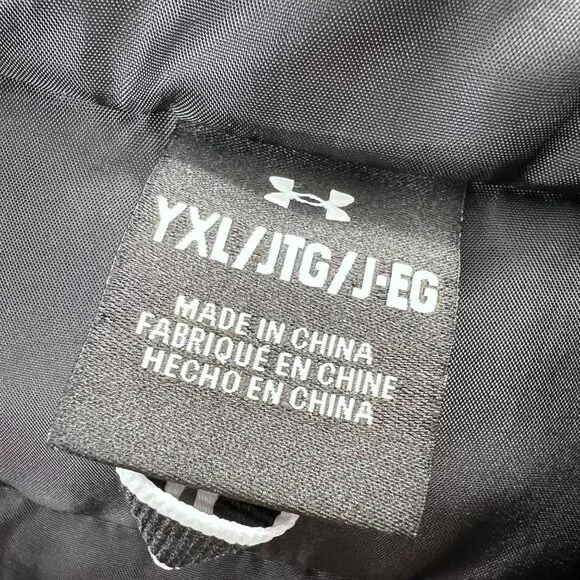 YXL/JTG/J•EG
MADE IN CHINA
FABRIQUÉ EN CHINE
HECHO EN CHINA